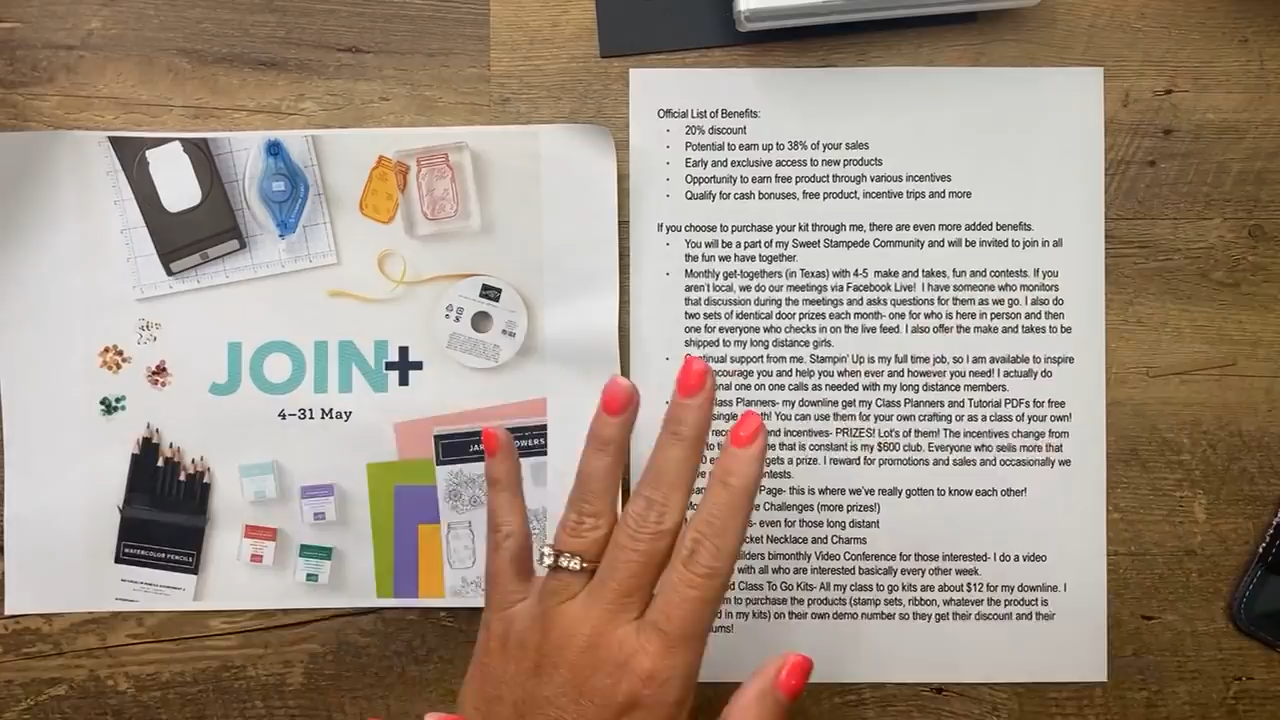 JOIN+
4–31 May
JAR FLOWERS
WATERCOLOR PENCILS
Official List of Benefits:
• 20% discount
• Potential to earn up to 38% of your sales
• Early and exclusive access to new products
• Opportunity to earn free product through various incentives
• Qualify for cash bonuses, free product, incentive trips and more
If you choose to purchase your kit through me, there are even more added benefits.
• You will be a part of my Sweet Stampede Community and will be invited to join in all
the fun we have together.
• Monthly get-togethers (in Texas) with 4-5 make and takes, fun and contests. If you
aren't local, we do our meetings via Facebook Live! I have someone who monitors
that discussion during the meetings and asks questions for them as we go. I also do
two sets of identical door prizes each month- one for who is here in person and then
one for everyone who checks in on the live feed. I also offer the make and takes to be
shipped to my long distance girls.
• support from me. Stampin' Up is my full time job, so I am available to inspire
you and help you when ever and however you need! I actually do
one on one calls as needed with my long distance members.
Class Planners- my downline get my Class Planners and Tutorial PDFs for free
You can use them for your own crafting or as a class of your own!
incentives- PRIZES! Lot's of them! The incentives change from
that is constant is my $600 club. Everyone who sells more that
gets a prize. I reward for promotions and sales and occasionally we
Page- this is where we've really gotten to know each other!
Challenges (more prizes!)
- even for those long distant
Necklace and Charms
bimonthly Video Conference for those interested- I do a video
with all who are interested basically every other week.
Class To Go Kits- All my class to go kits are about $12 for my downline. I
to purchase the products (stamp sets, ribbon, whatever the product is
in my kits) on their own demo number so they get their discount and their